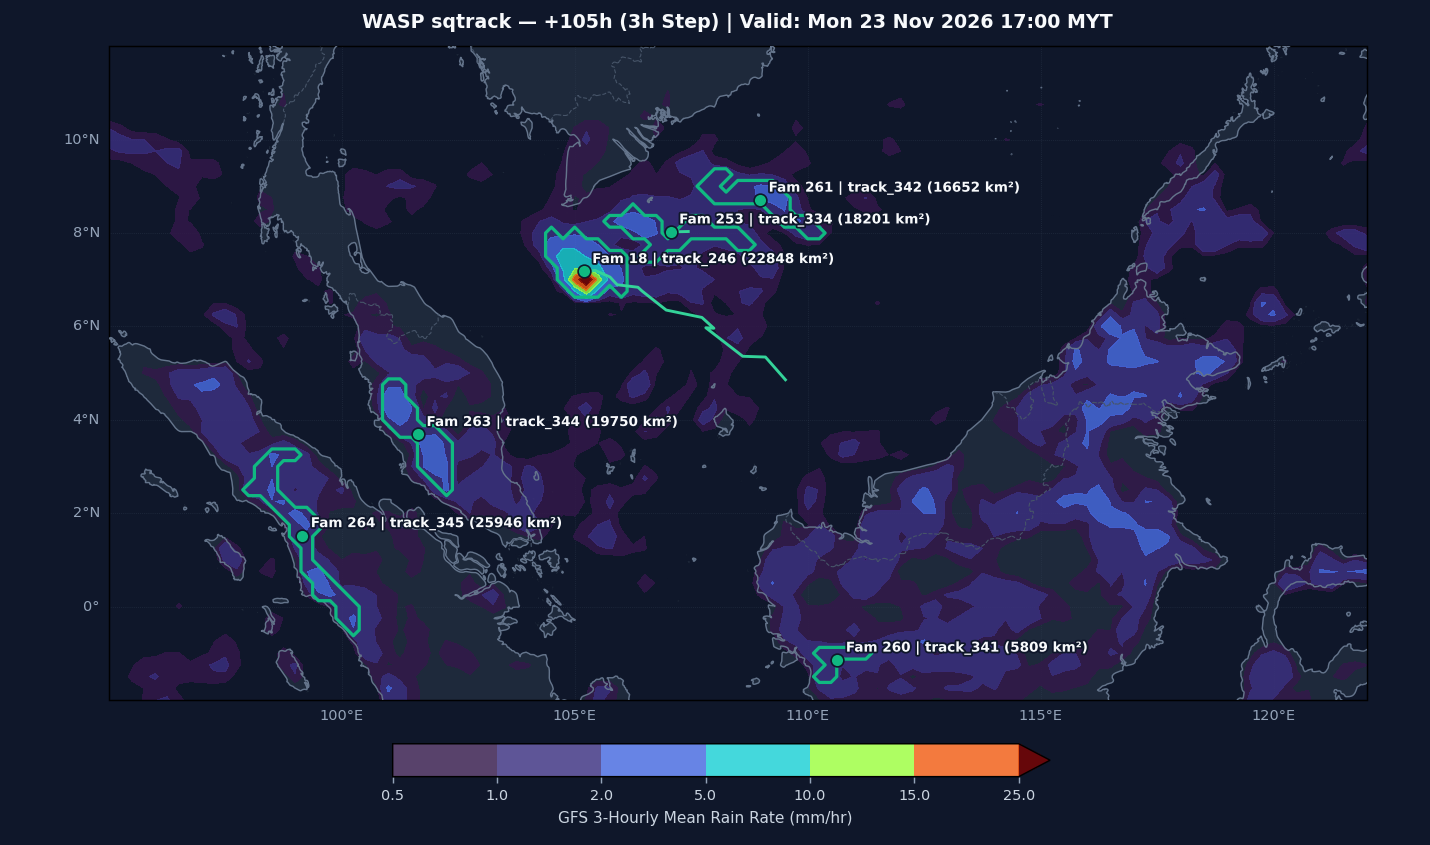 WASP sqtrack — +105h (3h Step) | Valid: Mon 23 Nov 2026 17:00 MYT
10°N
Fam 261 | track_342 (16652 km²)
Fam 253 | track_334 (18201 km²)
8°N
Fam 18 | track_246 (22848 km²)
6°N
4°N
Fam 263 | track_344 (19750 km²)
2°N
Fam 264 | track_345 (25946 km²)
0°
Fam 260 | track_341 (5809 km²)
100°E 105°E 110°E 115°E 120°E
0.5 1.0 2.0 5.0 10.0 15.0 25.0
GFS 3-Hourly Mean Rain Rate (mm/hr)